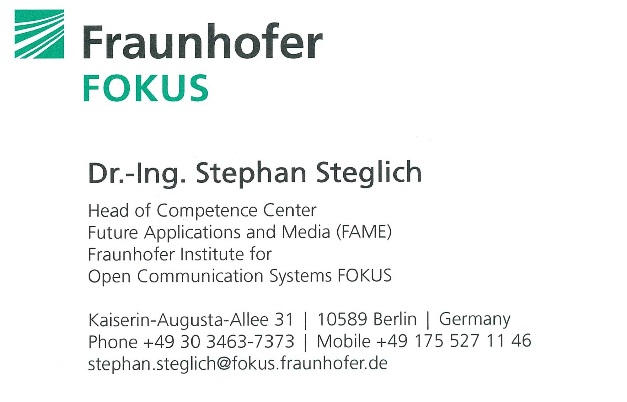 Fraunhofer
FOKUS
Dr.-Ing. Stephan Steglich
Head of Competence Center
Future Applications and Media (FAME)
Fraunhofer Institute for
Open Communication Systems FOKUS
Kaiserin-Augusta-Allee 31 | 10589 Berlin | Germany
Phone +49 30 3463-7373 | Mobile +49 175 527 11 46
stephan.steglich@fokus.fraunhofer.de